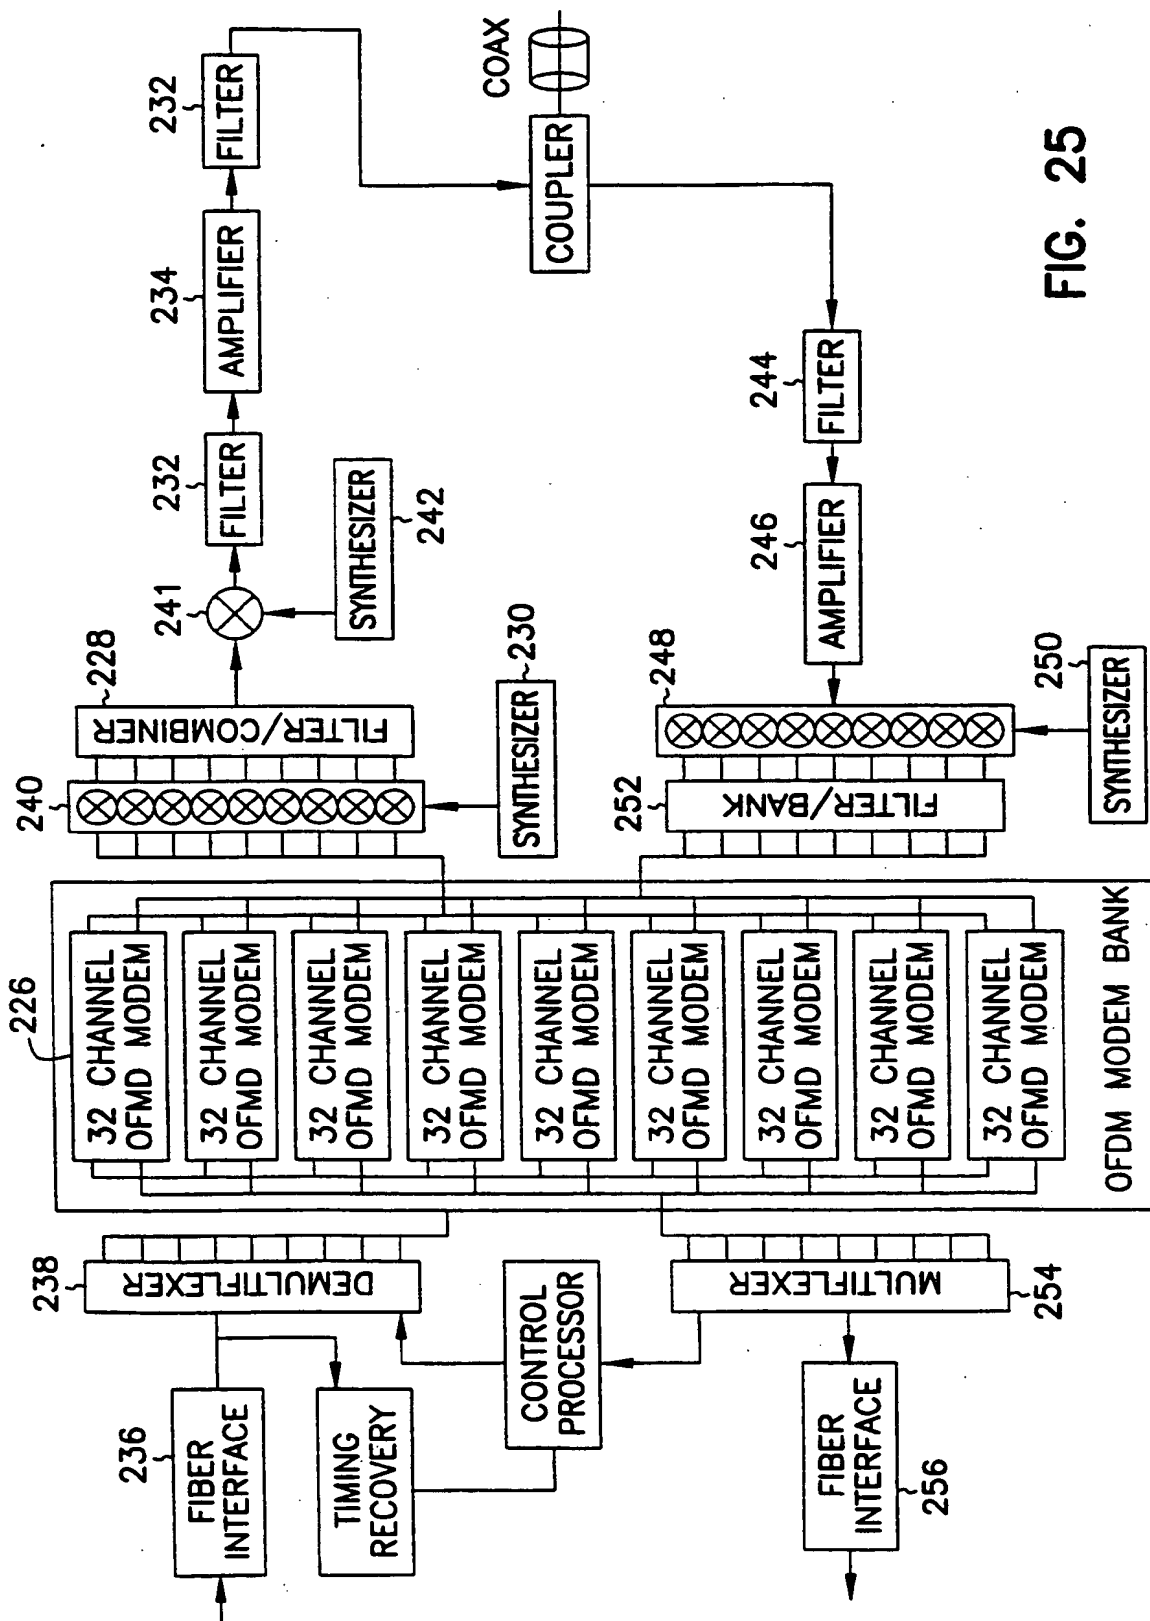 236
FIBER
INTERFACE
TIMING
RECOVERY
238
DEMULTIFLEXER
CONTROL
PROCESSOR
MULTIFLEXER
254
FIBER
INTERFACE
256
226
32 CHANNEL
OFMD MODEM
32 CHANNEL
OFMD MODEM
32 CHANNEL
OFMD MODEM
32 CHANNEL
OFMD MODEM
32 CHANNEL
OFMD MODEM
32 CHANNEL
OFMD MODEM
32 CHANNEL
OFMD MODEM
32 CHANNEL
OFMD MODEM
32 CHANNEL
OFMD MODEM
OFDM MODEM BANK
240
228
FILTER/COMBINER
SYNTHESIZER
230
241
SYNTHESIZER
242
232
FILTER
234
AMPLIFIER
232
FILTER
COUPLER
COAX
244
FILTER
246
AMPLIFIER
248
252
FILTER/BANK
250
SYNTHESIZER
FIG. 25